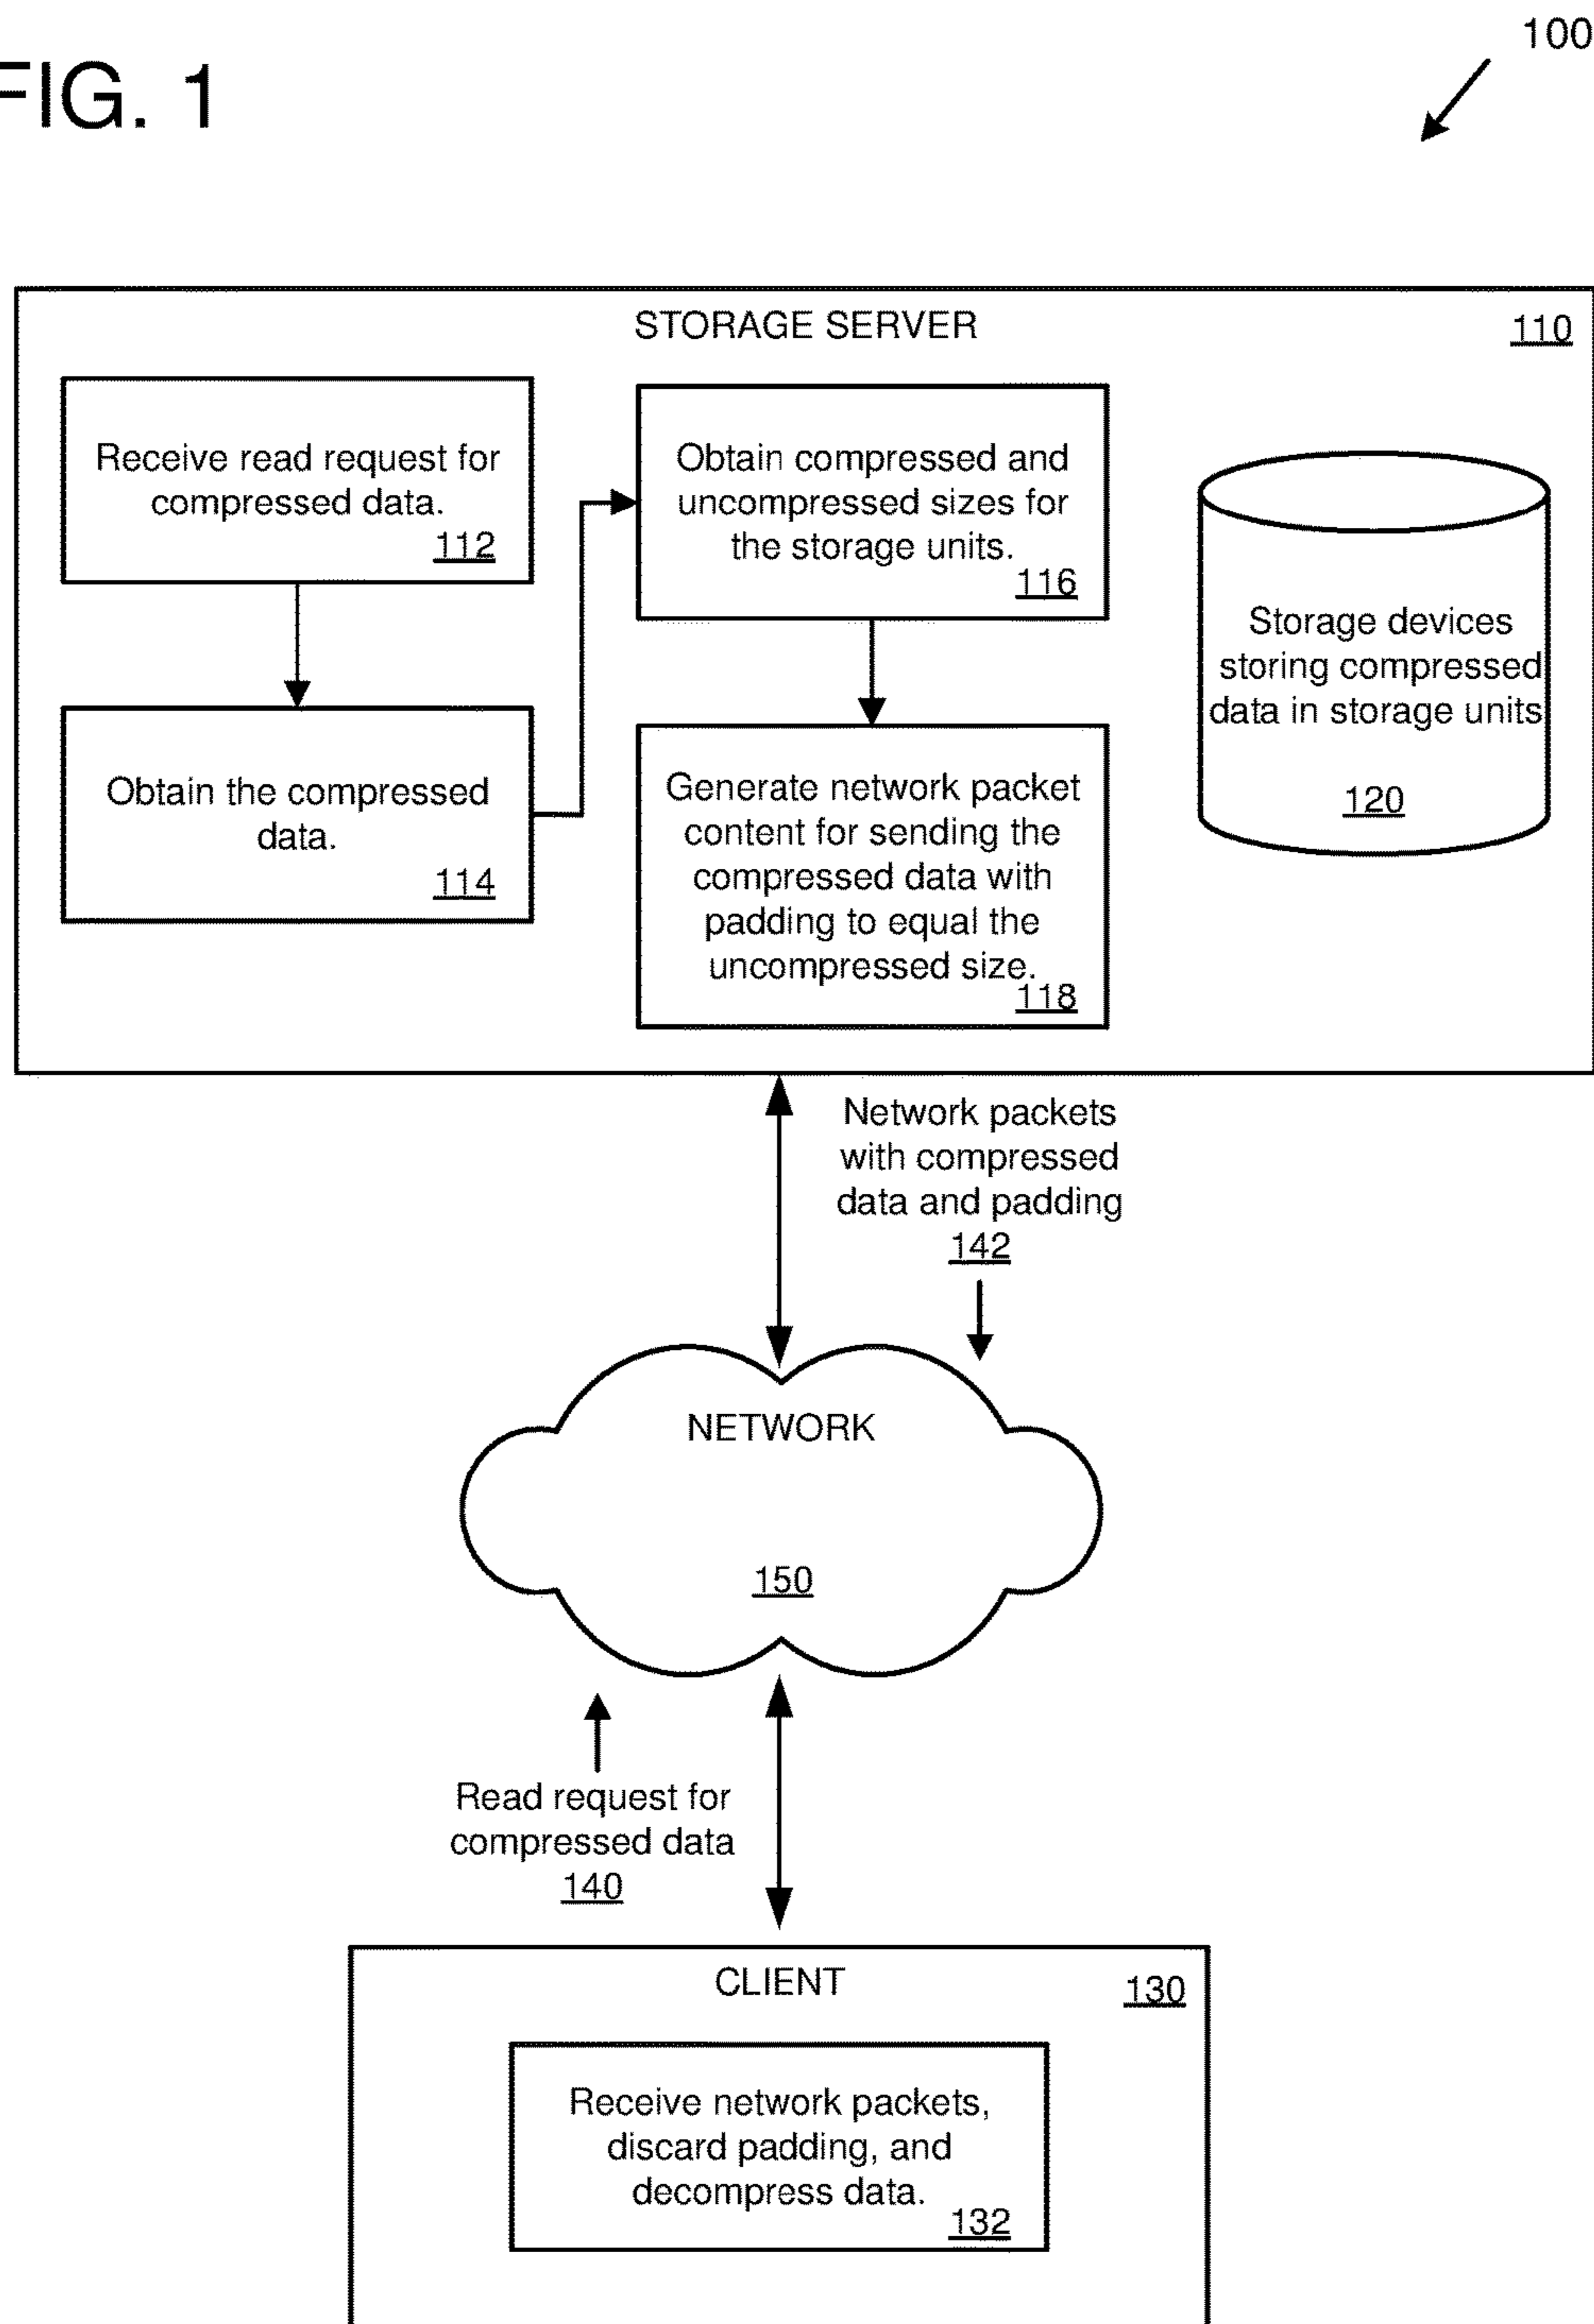 FIG. 1
100
STORAGE SERVER
110
Receive read request for
compressed data.
112
Obtain the compressed
data.
114
Obtain compressed and
uncompressed sizes for
the storage units.
116
Generate network packet
content for sending the
compressed data with
padding to equal the
uncompressed size.
118
Storage devices
storing compressed
data in storage units
120
Network packets
with compressed
data and padding
142
NETWORK
150
Read request for
compressed data
140
CLIENT
130
Receive network packets,
discard padding, and
decompress data.
132